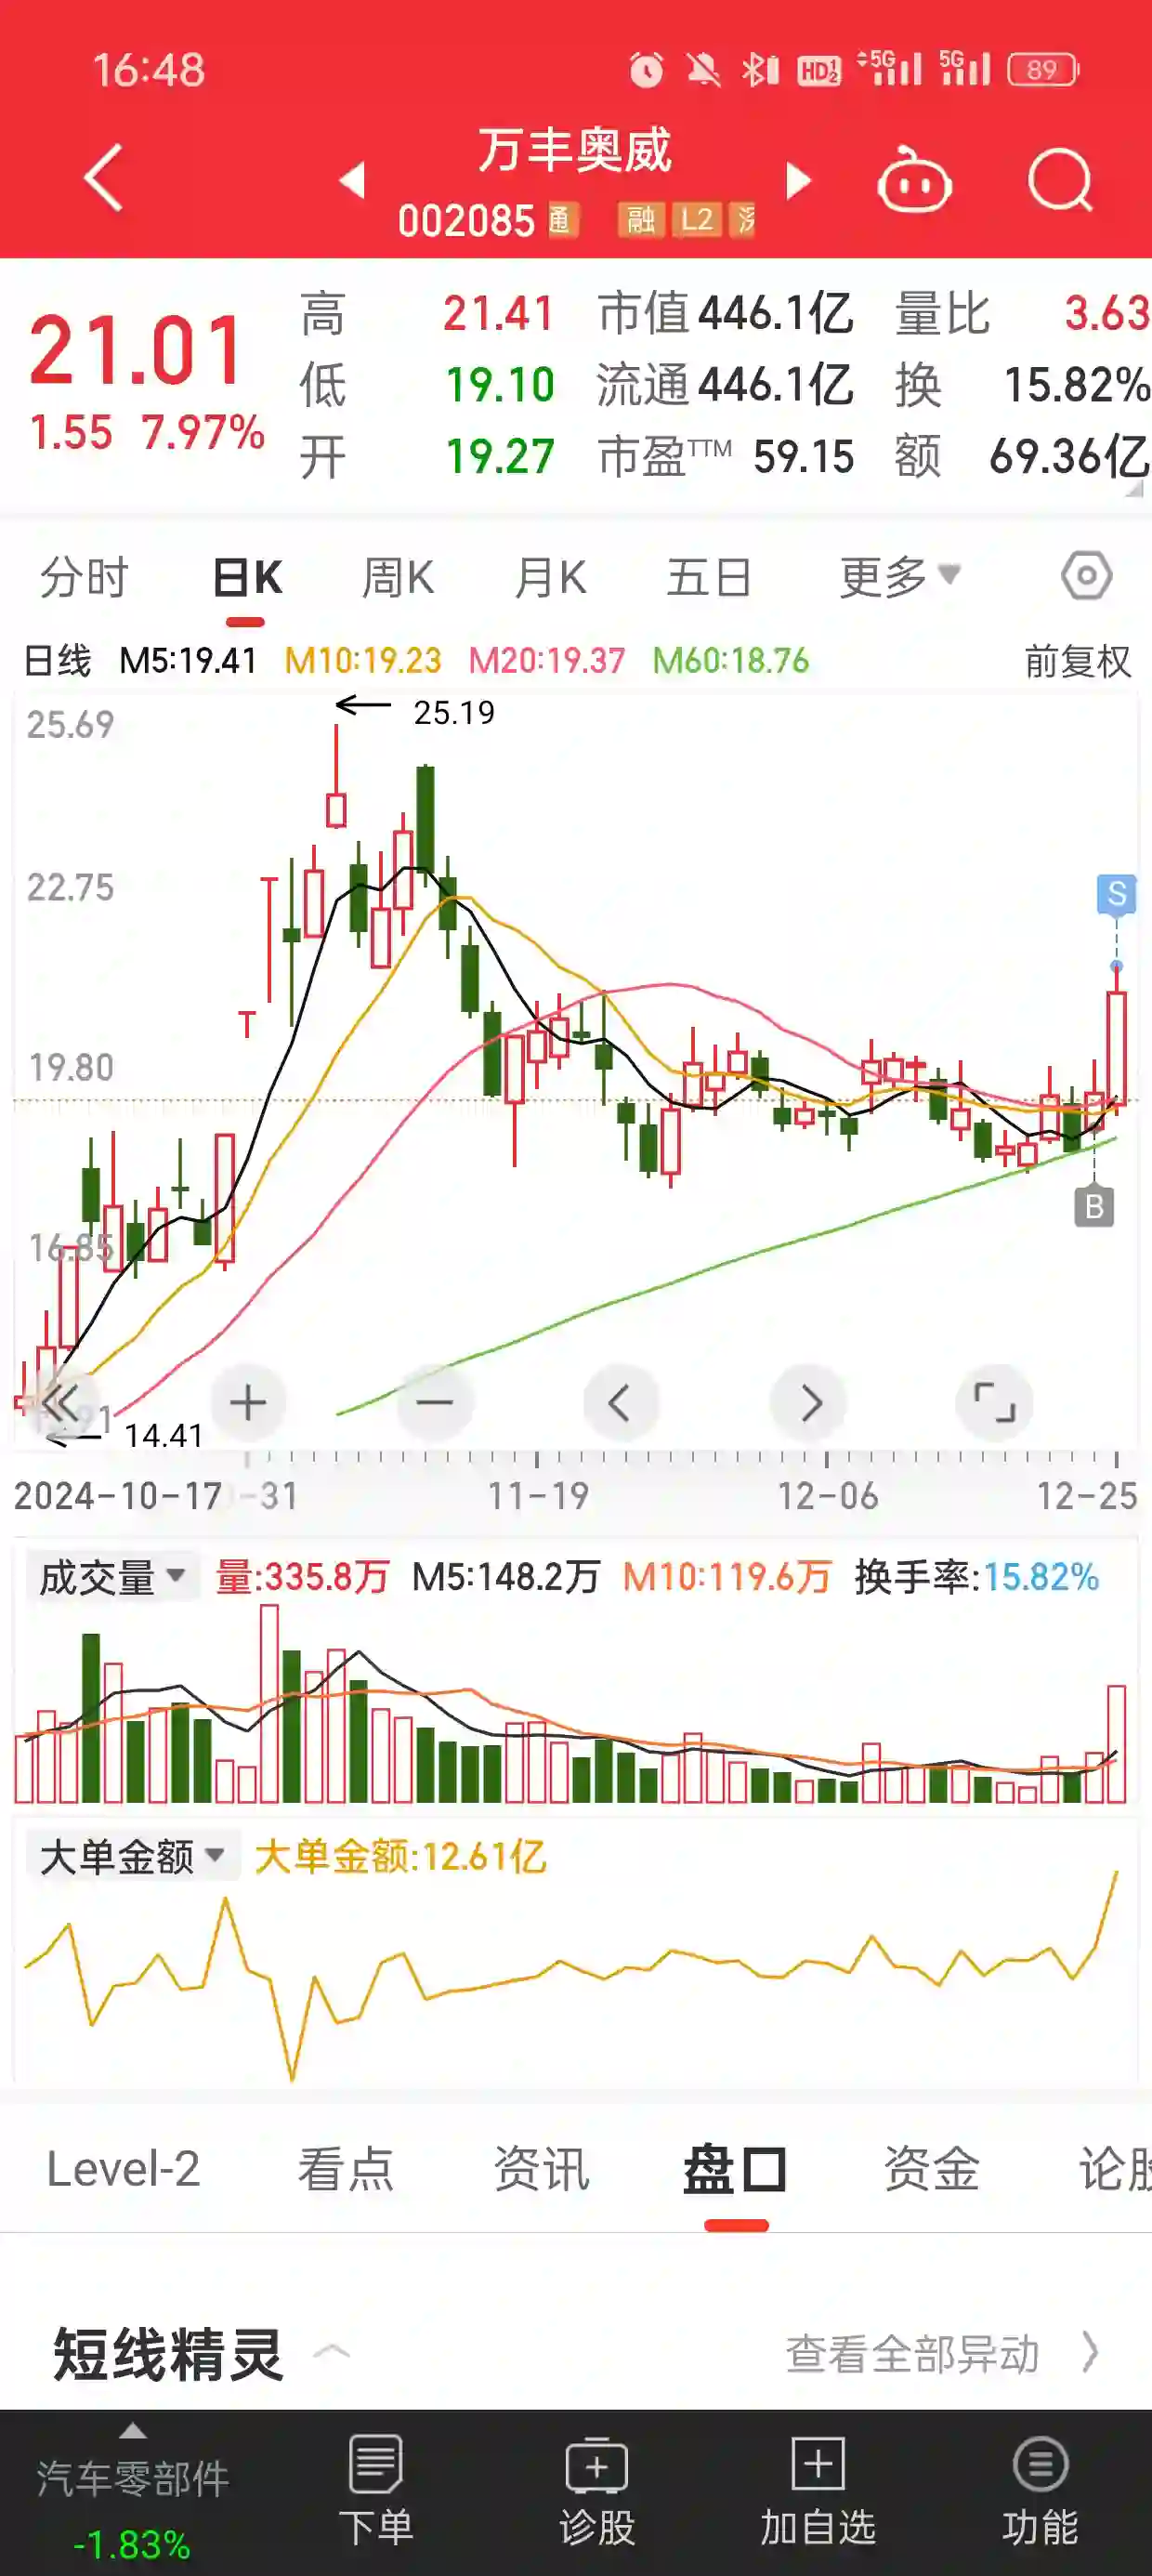 16:48
HD 1 2 5G 5G 89
万丰奥威
002085 通 融 L2
21.01
1.55 7.97%
高 21.41 市值 446.1亿 量比 3.63
低 19.10 流通 446.1亿 换 15.82%
开 19.27 市盈TTM 59.15 额 69.36亿
分时 日K 周K 月K 五日 更多
日线 M5:19.41 M10:19.23 M20:19.37 M60:18.76 前复权
25.69
25.19
22.75
S
19.80
B
16.85
14.41
2024-10-17 -31 11-19 12-06 12-25
成交量 量:335.8万 M5:148.2万 M10:119.6万 换手率:15.82%
大单金额 大单金额:12.61亿
Level-2 看点 资讯 盘口 资金 论股
短线精灵 查看全部异动
汽车零部件
-1.83%
下单 诊股 加自选 功能